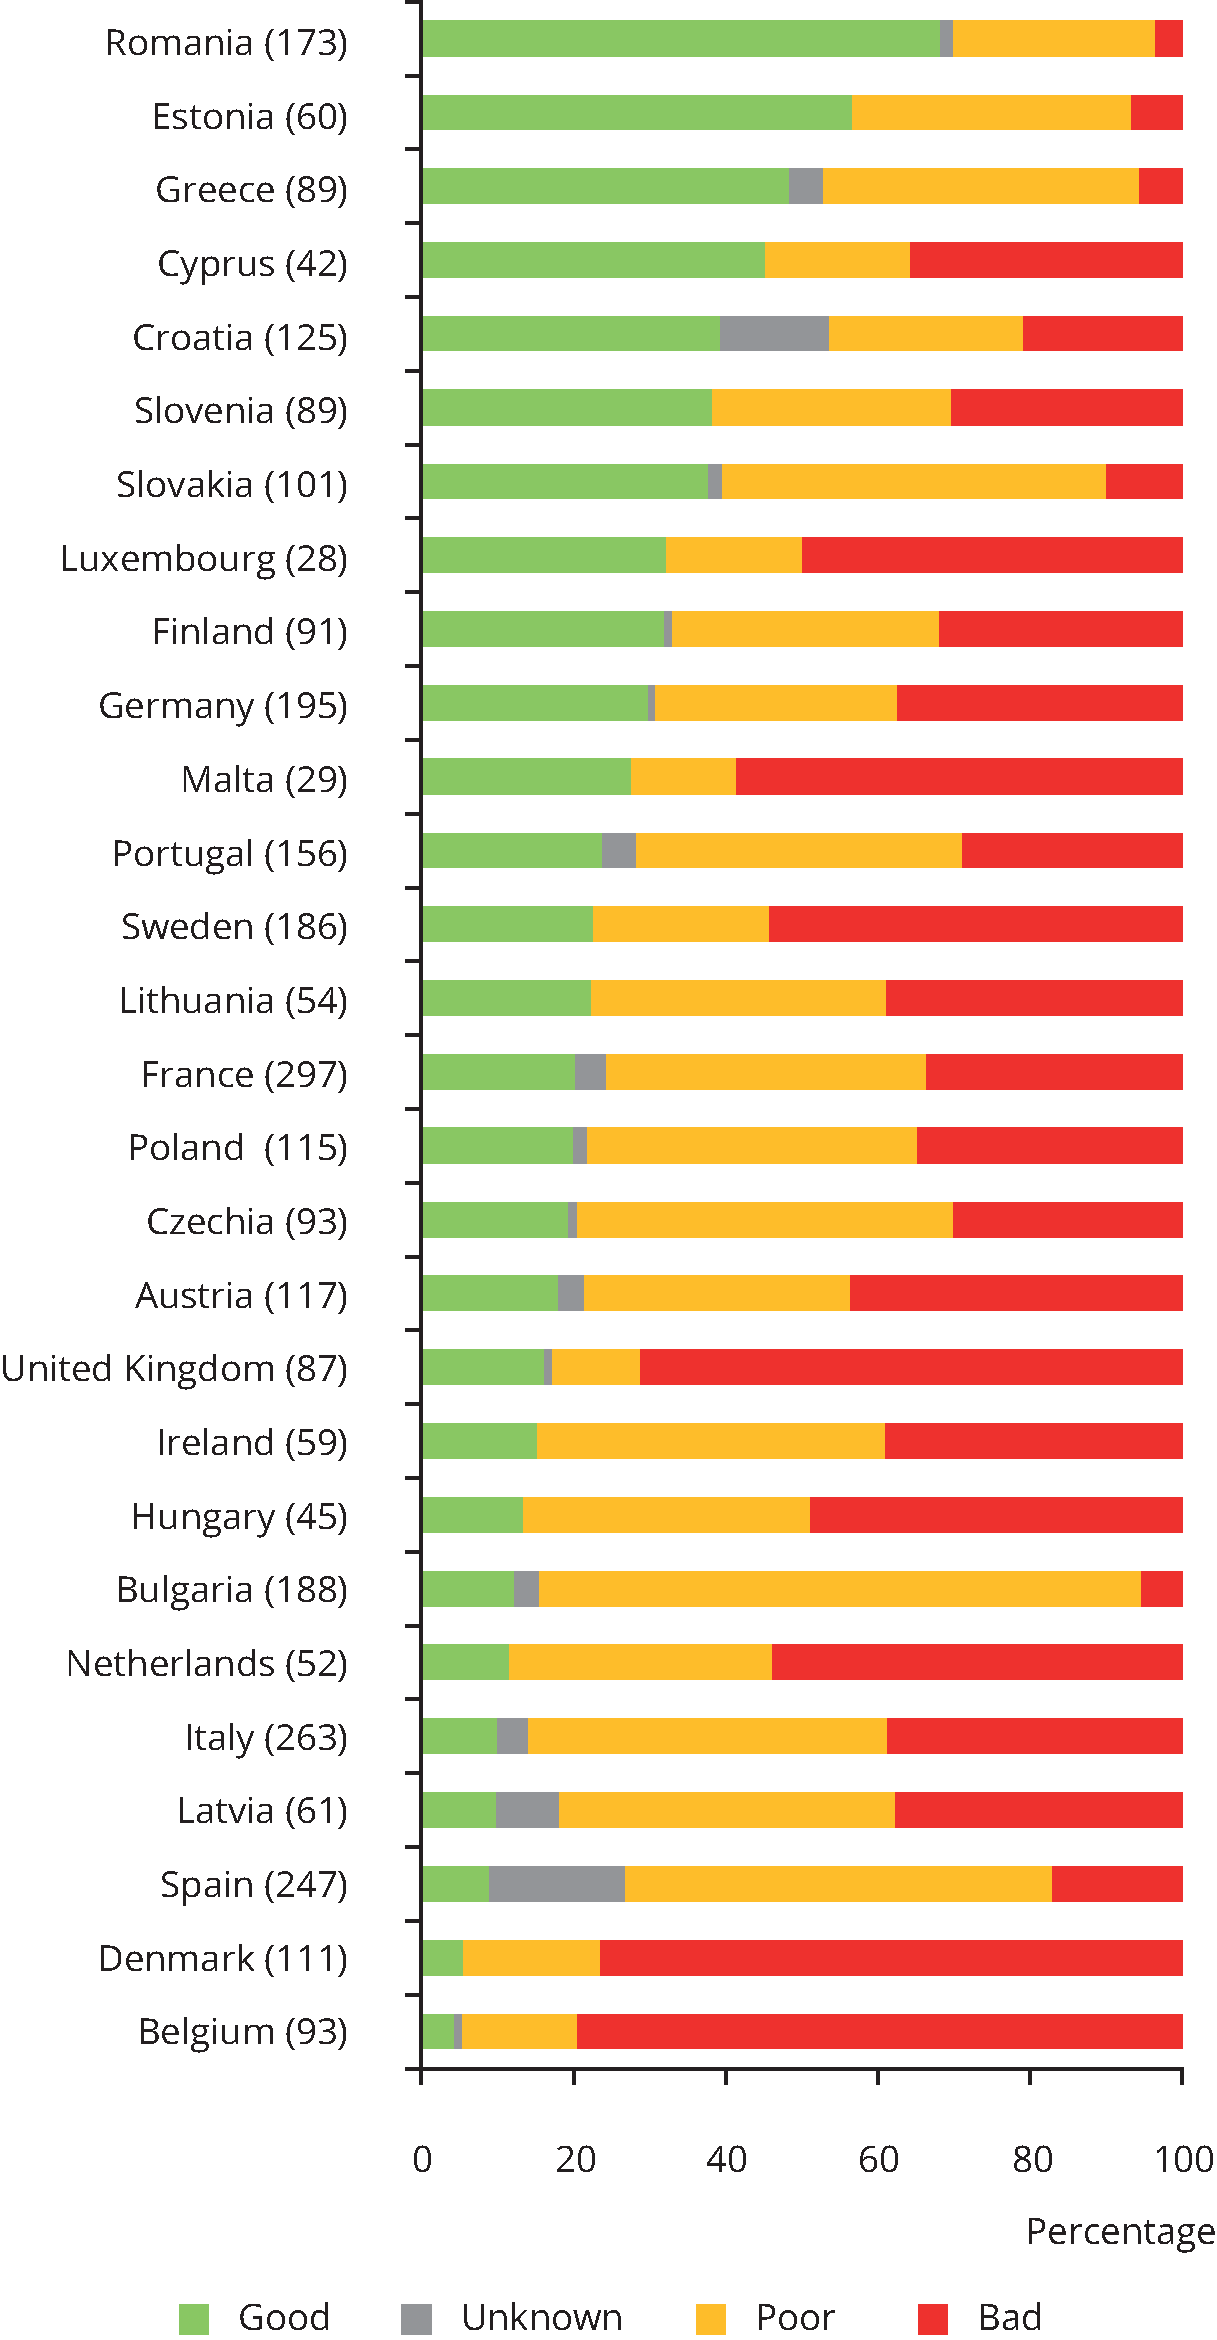 Romania (173)
Estonia (60)
Greece (89)
Cyprus (42)
Croatia (125)
Slovenia (89)
Slovakia (101)
Luxembourg (28)
Finland (91)
Germany (195)
Malta (29)
Portugal (156)
Sweden (186)
Lithuania (54)
France (297)
Poland  (115)
Czechia (93)
Austria (117)
United Kingdom (87)
Ireland (59)
Hungary (45)
Bulgaria (188)
Netherlands (52)
Italy (263)
Latvia (61)
Spain (247)
Denmark (111)
Belgium (93)
0 20 40 60 80 100
Percentage
Good Unknown Poor Bad